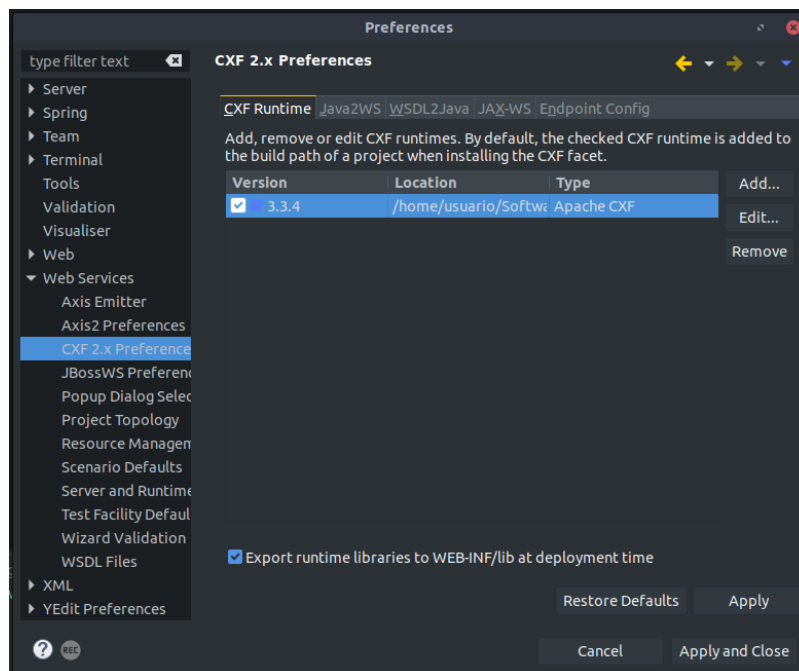 Preferences
type filter text
CXF 2.x Preferences
Server
Spring
Team
Terminal
Tools
Validation
Visualiser
Web
Web Services
Axis Emitter
Axis2 Preferences
CXF 2.x Preference
JBossWS Preferen
Popup Dialog Selec
Project Topology
Resource Managem
Scenario Defaults
Server and Runtime
Test Facility Defaul
Wizard Validation
WSDL Files
XML
YEdit Preferences
CXF Runtime Java2WS WSDL2Java JAX-WS Endpoint Config
Add, remove or edit CXF runtimes. By default, the checked CXF runtime is added to
the build path of a project when installing the CXF facet.
Version Location Type
3.3.4 /home/usuario/Softwa Apache CXF
Add...
Edit...
Remove
Export runtime libraries to WEB-INF/lib at deployment time
Restore Defaults Apply
REC
Cancel Apply and Close